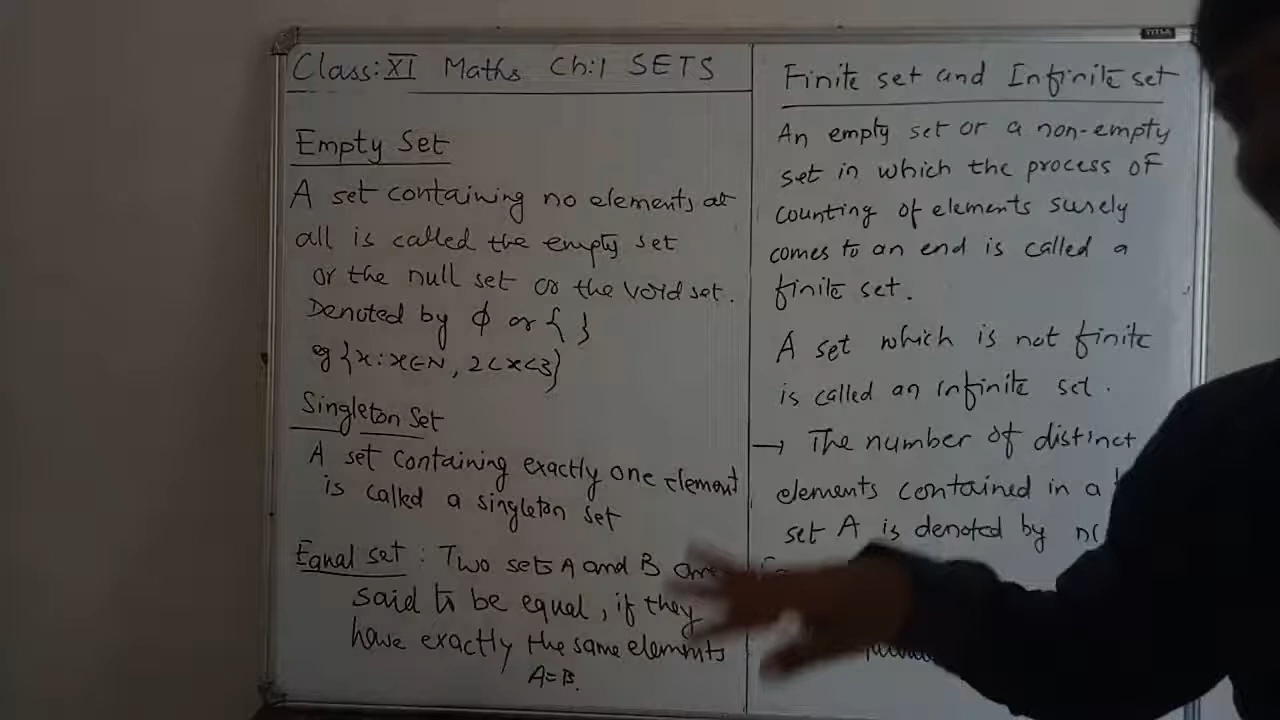 TITLE
Class: XI Maths Ch:1 SETS
Empty Set
A set containing no elements at
all is called the empty set
or the null set or the void set.
Denoted by ϕ or { }
eg {x : x∈N, 2<x<3}
Singleton Set
A set containing exactly one element
is called a singleton set
Equal set : Two sets A and B are
said to be equal, if they
have exactly the same elements
A=B.
Finite set and Infinite set
An empty set or a non-empty
set in which the process of
counting of elements surely
comes to an end is called a
finite set.
A set which is not finite
is called an infinite set.
→ The number of distinct
elements contained in a
set A is denoted by n(